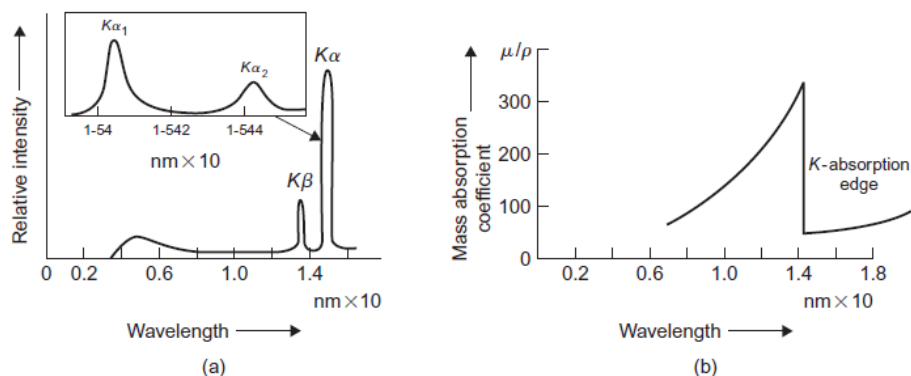 Kα₁
Kα₂
1-54
1-542
1-544
nm × 10
Kα
Kβ
Relative intensity
0
0.2
0.6
1.0
1.4
nm × 10
Wavelength
(a)
μ/ρ
300
200
100
0
Mass absorption
coefficient
K-absorption
edge
0.2
0.6
1.0
1.4
1.8
nm × 10
Wavelength
(b)